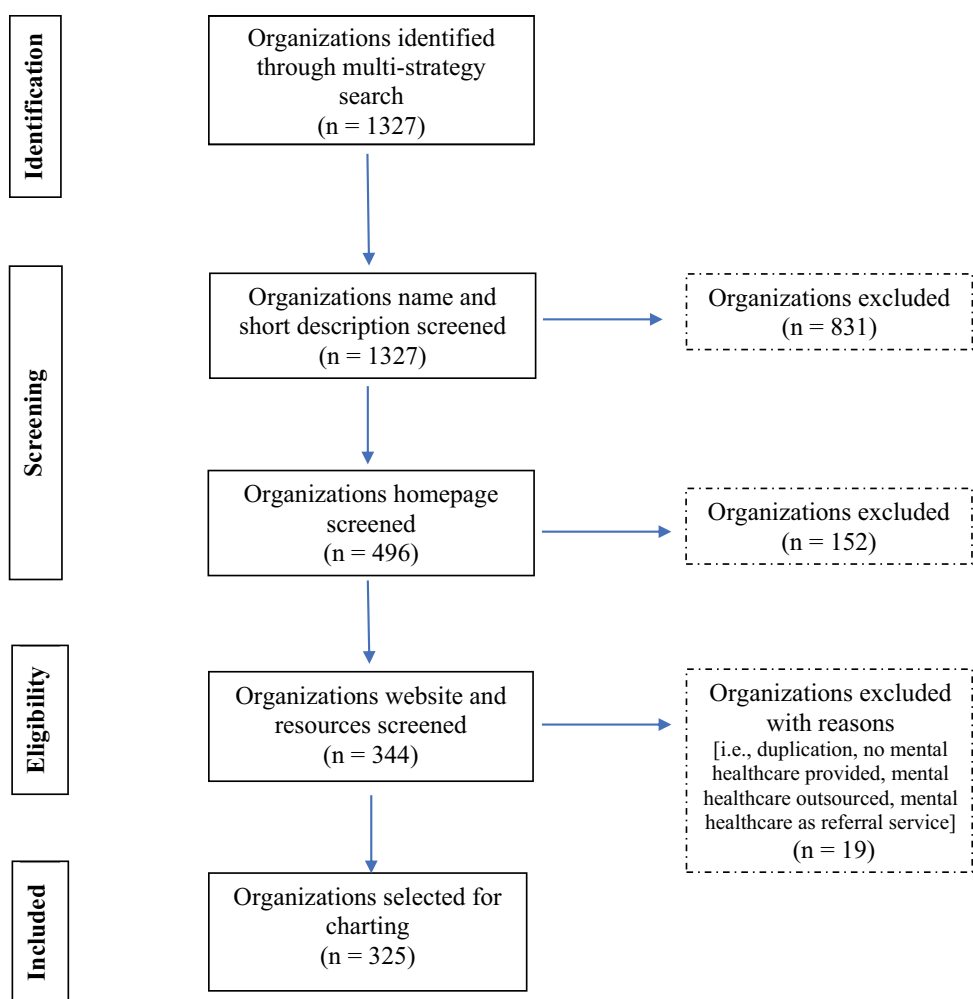 Identification
Organizations identified
through multi-strategy
search
(n = 1327)
Screening
Organizations name and
short description screened
(n = 1327)
Organizations excluded
(n = 831)
Organizations homepage
screened
(n = 496)
Organizations excluded
(n = 152)
Eligibility
Organizations website and
resources screened
(n = 344)
Organizations excluded
with reasons
[i.e., duplication, no mental
healthcare provided, mental
healthcare outsourced, mental
healthcare as referral service]
(n = 19)
Included
Organizations selected for
charting
(n = 325)